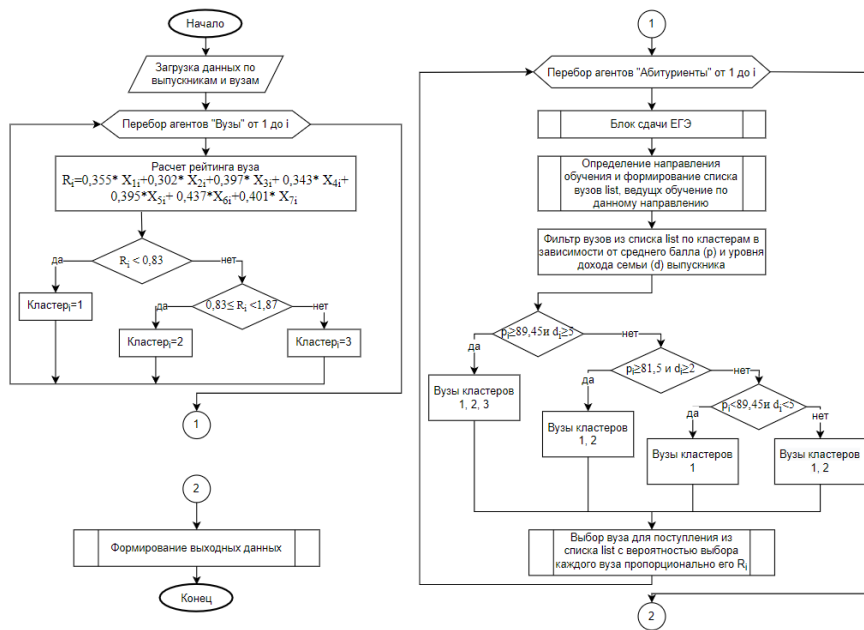 Начало
Загрузка данных по
выпускникам и вузам
Перебор агентов "Вузы" от 1 до i
Расчет рейтинга вуза
Ri=0,355* X1i+0,302* X2i+0,397* X3i+ 0,343* X4i+
0,395*X5i+ 0,437*X6i+0,401* X7i
Ri < 0,83
да
нет
Кластерi=1
0,83≤ Ri <1,87
да
нет
Кластерi=2
Кластерi=3
1
2
Формирование выходных данных
Конец
1
Перебор агентов "Абитуриенты" от 1 до i
Блок сдачи ЕГЭ
Определение направления
обучения и формирование списка
вузов list, ведущх обучение по
данному направлению
Фильтр вузов из списка list по кластерам в
зависимости от среднего балла (p) и уровня
дохода семьи (d) выпускника
pi≥89,45и di≥5
да
нет
pi≥81,5 и di≥2
да
нет
pi<89,45и di<5
да
нет
Вузы кластеров
1, 2, 3
Вузы кластеров
1, 2
Вузы кластеров
1
Вузы кластеров
1, 2
Выбор вуза для поступления из
списка list с вероятностью выбора
каждого вуза пропорционально его Ri
2